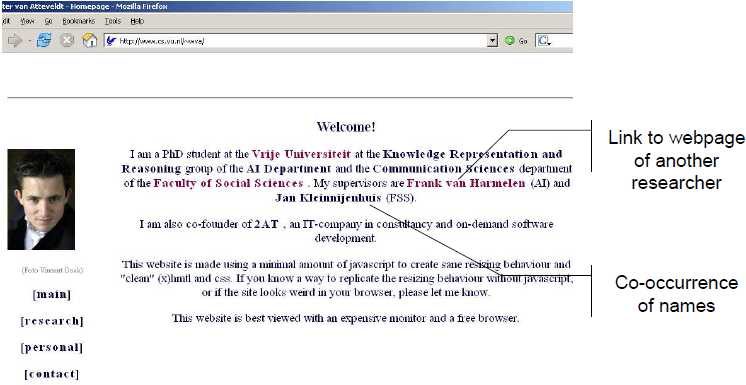 ter van Atteveldt - Homepage - Mozilla Firefox
dit View Go Bookmarks Tools Help
http://www.cs.vu.nl/~wva/ Go
Welcome!
I am a PhD student at the Vrije Universiteit at the Knowledge Representation and
Reasoning group of the AI Department and the Communication Sciences department
of the Faculty of Social Sciences . My supervisors are Frank van Harmelen (AI) and
Jan Kleinnijenhuis (FSS).
I am also co-founder of 2AT , an IT-company in consultancy and on-demand software
development.
This website is made using a minimal amount of javascript to create sane resizing behaviour and
"clean" (x)html and css. If you know a way to replicate the resizing behaviour without javascript,
or if the site looks weird in your browser, please let me know.
This website is best viewed with an expensive monitor and a free browser.
(Foto Vincent Doek)
[main]
[research]
[personal]
[contact]
Link to webpage
of another
researcher
Co-occurrence
of names